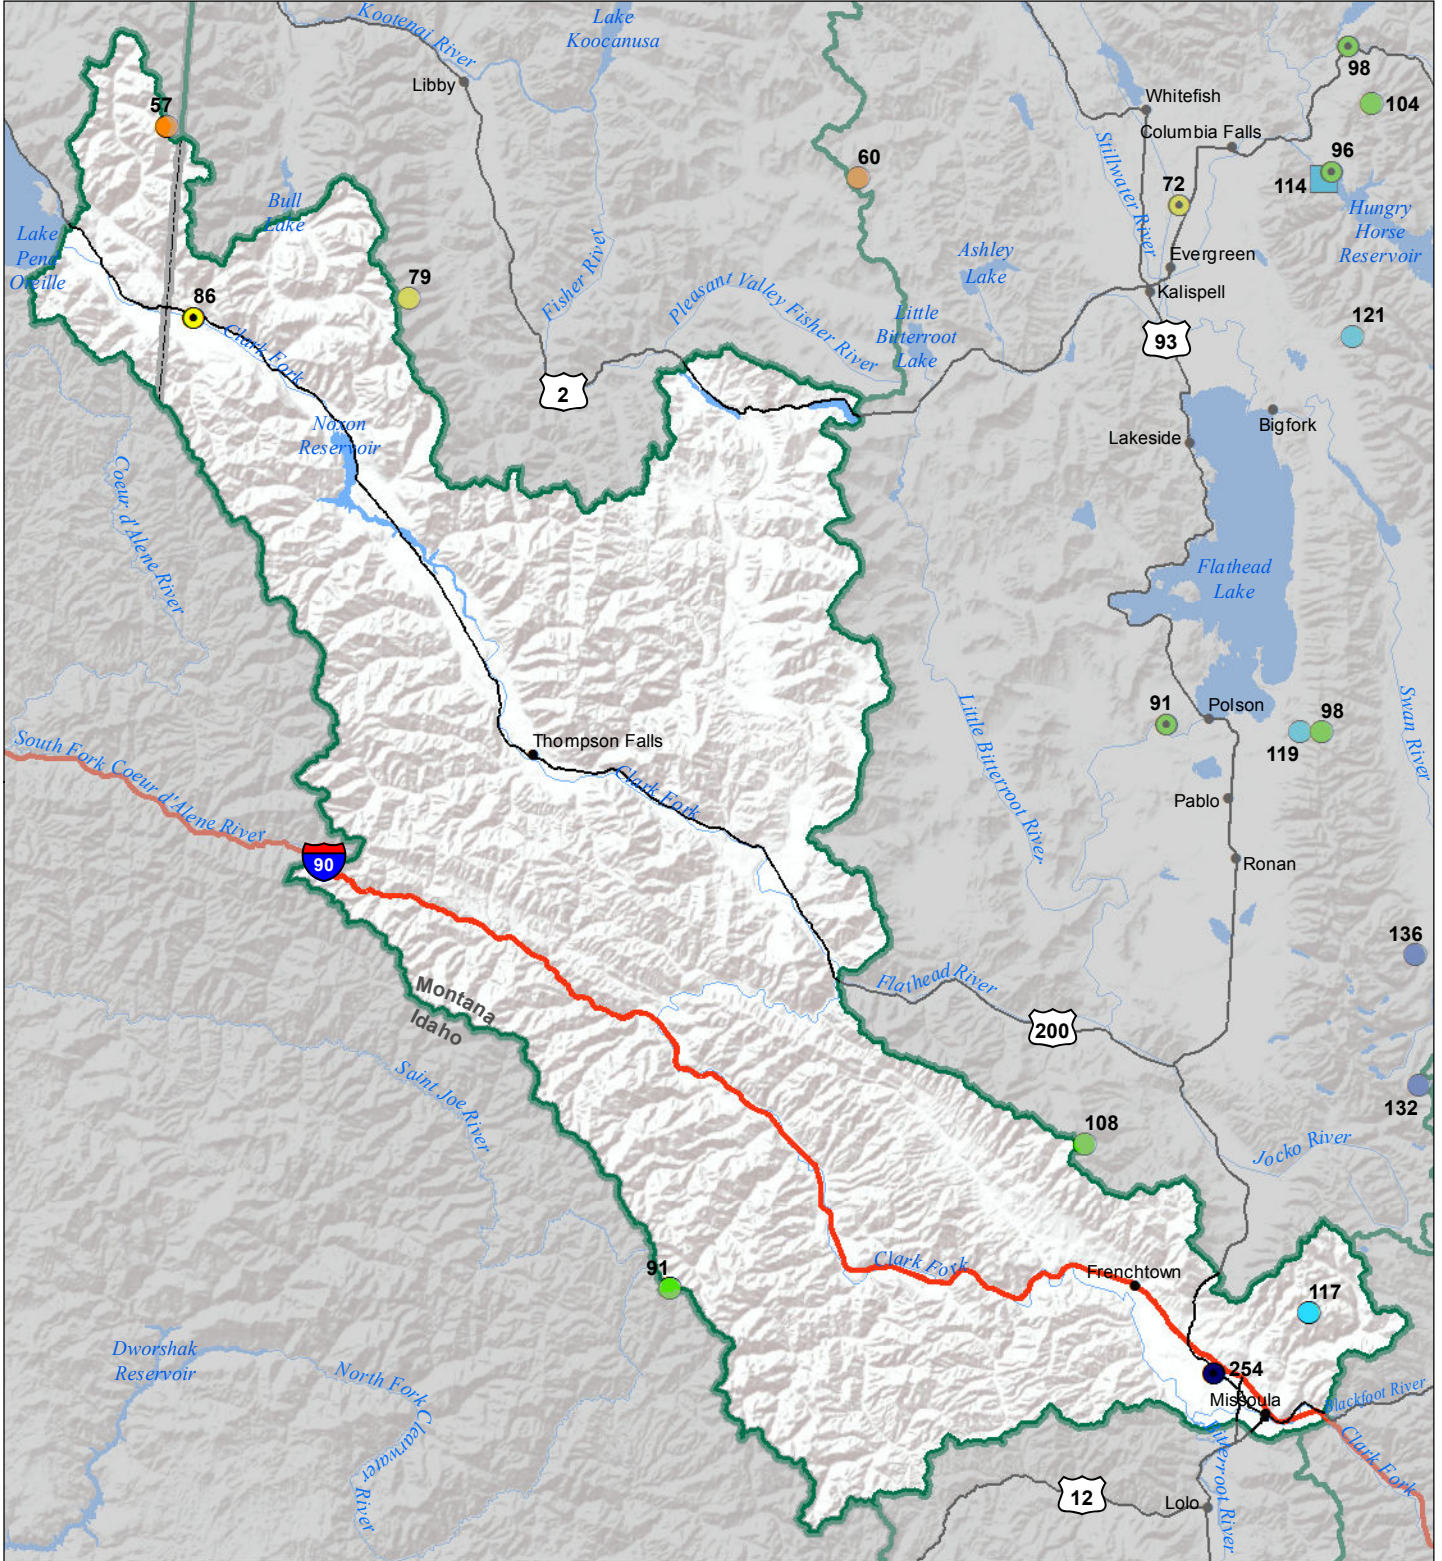 Kootenai River
Lake
Koocanusa
Libby
57
98
104
Whitefish
Columbia Falls
Stillwater River
60
96
114
72
Hungry
Horse
Reservoir
Bull
Lake
Lake
Pend
Oreille
79
86
Clark Fork
Fisher River
Pleasant Valley Fisher River
Ashley
Lake
Little
Bitterroot
Lake
Evergreen
Kalispell
93
121
2
Noxon
Reservoir
Lakeside
Bigfork
Coeur d'Alene River
Flathead
Lake
Swan River
Little Bitterroot River
91
Polson
119
98
South Fork Coeur d'Alene River
Thompson Falls
Clark Fork
Pablo
Ronan
90
136
Montana
Idaho
Flathead River
200
Saint Joe River
132
108
Jocko River
91
Clark Fork
Frenchtown
117
Dworshak
Reservoir
North Fork Clearwater
River
254
Missoula
Blackfoot River
Bitterroot River
Clark Fork
12
Lolo